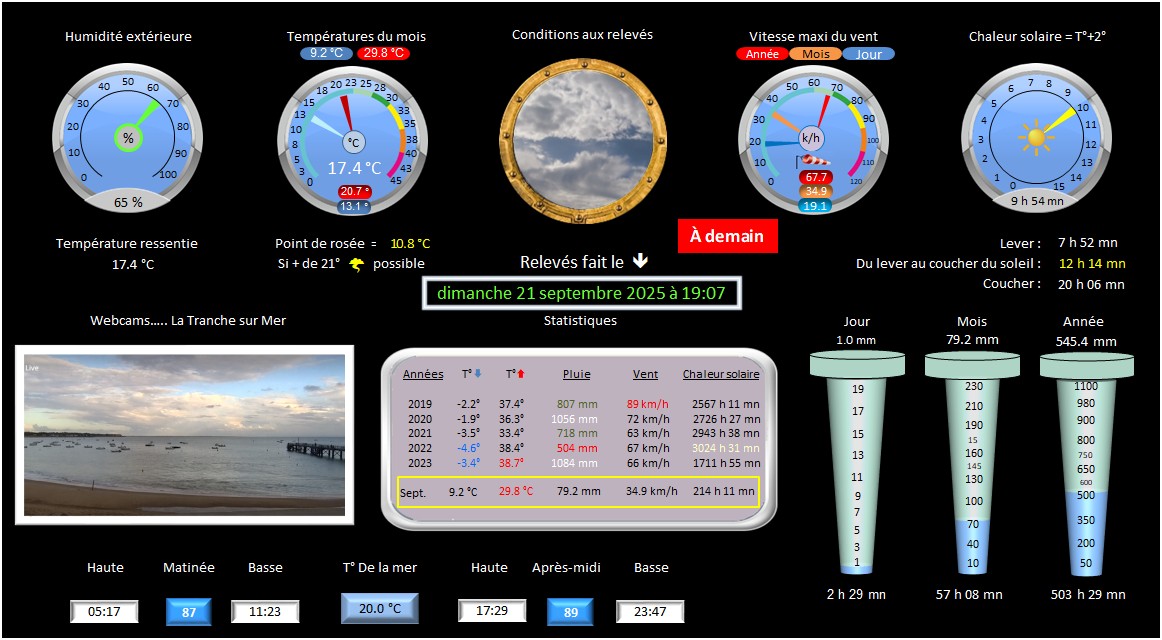 Humidité extérieure
0 10 20 30 40 50 60 70 80 90 100
%
65 %
Températures du mois
9.2 °C 29.8 °C
0 3 5 8 10 13 15 18 20 23 25 28 30 33 35 38 40 43 45
°C
17.4 °C
20.7 °
13.1 °
Conditions aux relevés
Vitesse maxi du vent
Année Mois Jour
0 10 20 30 40 50 60 70 80 90 100 110 120
k/h
67.7
34.9
19.1
Chaleur solaire = T°+2°
0 1 2 3 4 5 6 7 8 9 10 11 12 13 14 15
9 h 54 mn
À demain
Température ressentie
17.4 °C
Point de rosée = 10.8 °C
Si + de 21° possible
Relevés fait le
dimanche 21 septembre 2025 à 19:07
Lever : 7 h 52 mn
Du lever au coucher du soleil : 12 h 14 mn
Coucher : 20 h 06 mn
Webcams..... La Tranche sur Mer
Live
Statistiques
Années T° T° Pluie Vent Chaleur solaire
2019 -2.2° 37.4° 807 mm 89 km/h 2567 h 11 mn
2020 -1.9° 36.3° 1056 mm 72 km/h 2726 h 27 mn
2021 -3.5° 33.4° 718 mm 63 km/h 2943 h 38 mn
2022 -4.6° 38.4° 504 mm 67 km/h 3024 h 31 mn
2023 -3.4° 38.7° 1084 mm 66 km/h 1711 h 55 mn
Sept. 9.2 °C 29.8 °C 79.2 mm 34.9 km/h 214 h 11 mn
Jour
1.0 mm
19
17
15
13
11
9
7
5
3
1
2 h 29 mn
Mois
79.2 mm
230
210
190
15
160
145
130
100
70
40
10
57 h 08 mn
Année
545.4 mm
1100
980
900
800
750
650
600
500
350
200
50
503 h 29 mn
Haute Matinée Basse T° De la mer Haute Après-midi Basse
05:17 87 11:23 20.0 °C 17:29 89 23:47